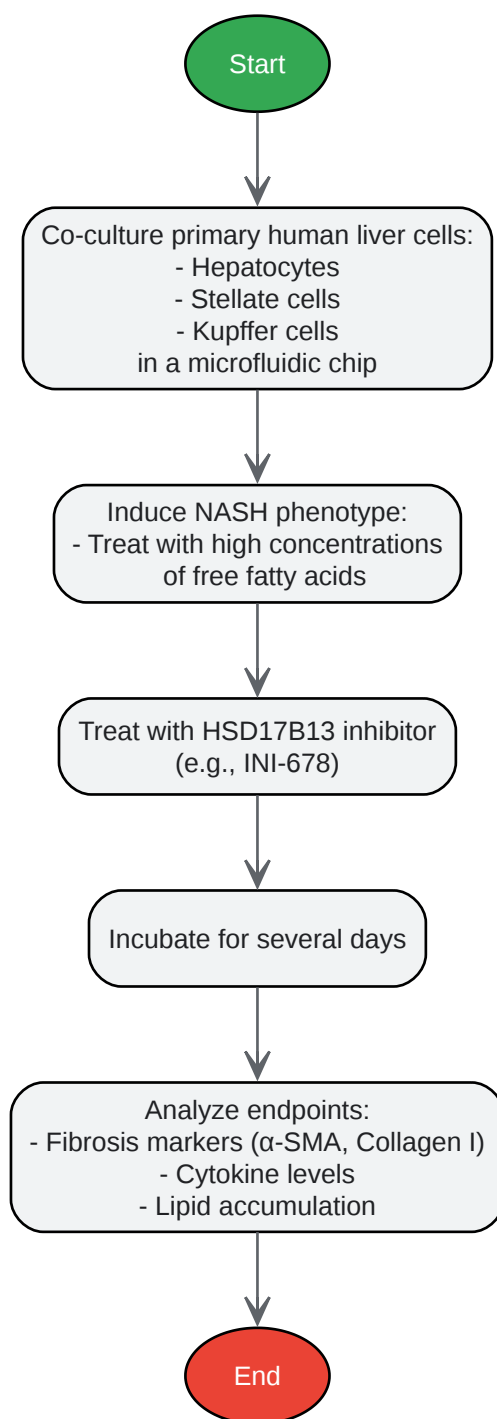 Start
Co-culture primary human liver cells:
- Hepatocytes
- Stellate cells
- Kupffer cells
in a microfluidic chip
Induce NASH phenotype:
- Treat with high concentrations
of free fatty acids
Treat with HSD17B13 inhibitor
(e.g., INI-678)
Incubate for several days
Analyze endpoints:
- Fibrosis markers (α-SMA, Collagen I)
- Cytokine levels
- Lipid accumulation
End